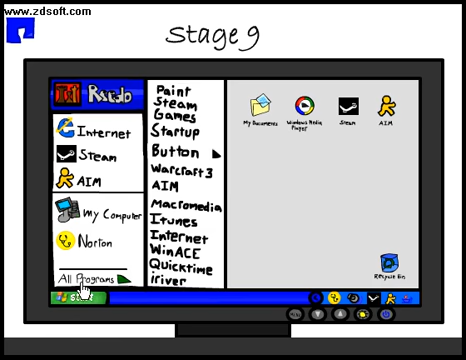 www.zdsoft.com
Stage 9
Internet
Steam
AIM
My Computer
Norton
All Programs
Paint
Steam
Games
Startup
Button
Warcraft 3
AIM
Macromedia
Itunes
Internet
WinACE
Quicktime
iriver
My Documents
Windows Media
Player
Steam
AIM
Recycle Bin